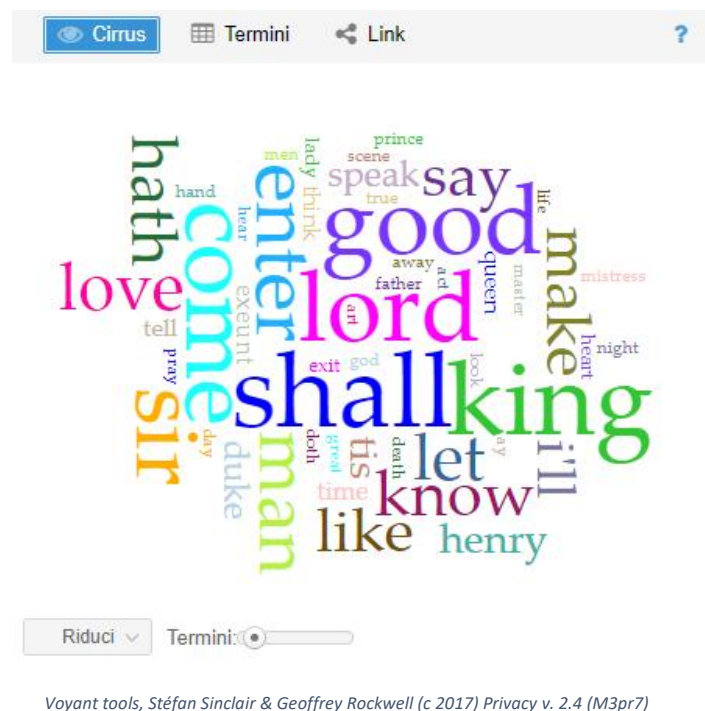 Cirrus Termini Link ?
prince
men lady scene
hath hand enter think speak say
true
hear come good life
love away act queen make
father master mistress
tell exeunt lord art heart night
pray exit god look
sir shall king
day duke man doth great tis death let ay i'll
time know
like henry
Riduci Termini:
Voyant tools, Stéfan Sinclair & Geoffrey Rockwell (c 2017) Privacy v. 2.4 (M3pr7)